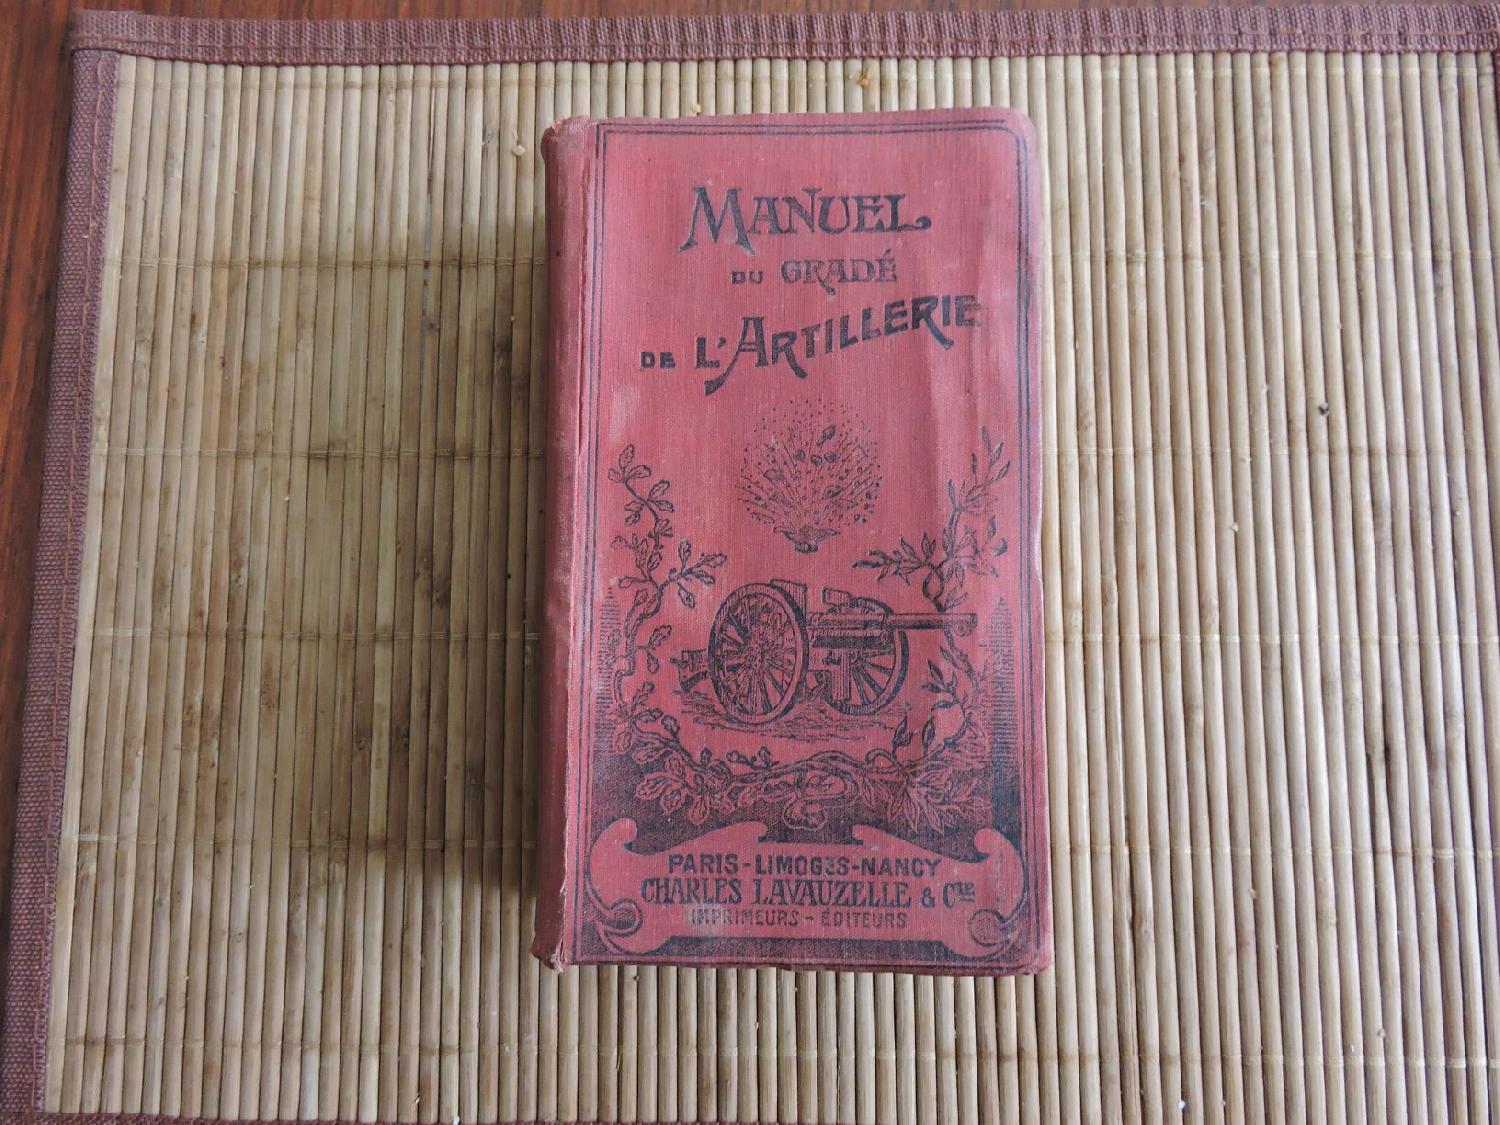 MANUEL
DU GRADÉ
DE L'ARTILLERIE
PARIS-LIMOGES-NANCY
CHARLES LAVAUZELLE & CIE
IMPRIMEURS - ÉDITEURS